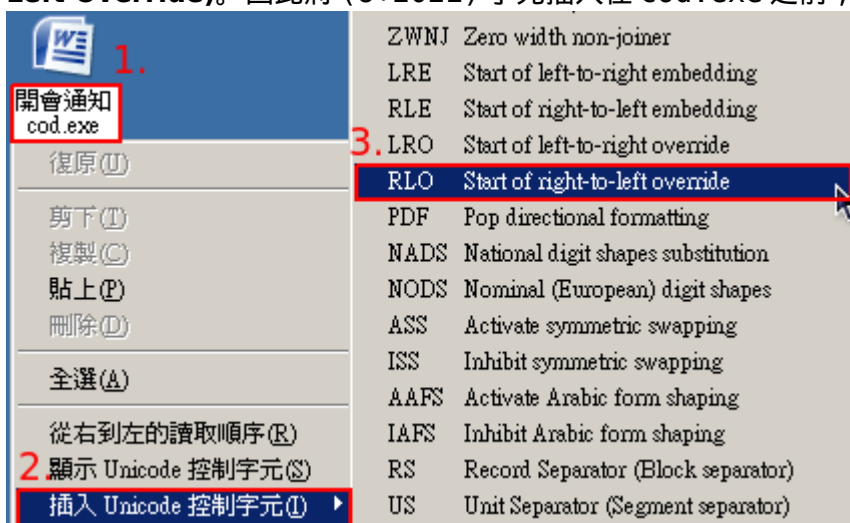 1.
開會通知
cod.exe
復原(U)
剪下(T)
複製(C)
貼上(P)
刪除(D)
全選(A)
從右到左的讀取順序(R)
2.
顯示 Unicode 控制字元(S)
插入 Unicode 控制字元(I)
ZWNJ Zero width non-joiner
LRE Start of left-to-right embedding
RLE Start of right-to-left embedding
3.
LRO Start of left-to-right override
RLO Start of right-to-left override
PDF Pop directional formatting
NADS National digit shapes substitution
NODS Nominal (European) digit shapes
ASS Activate symmetric swapping
ISS Inhibit symmetric swapping
AAFS Activate Arabic form shaping
IAFS Inhibit Arabic form shaping
RS Record Separator (Block separator)
US Unit Separator (Segment separator)